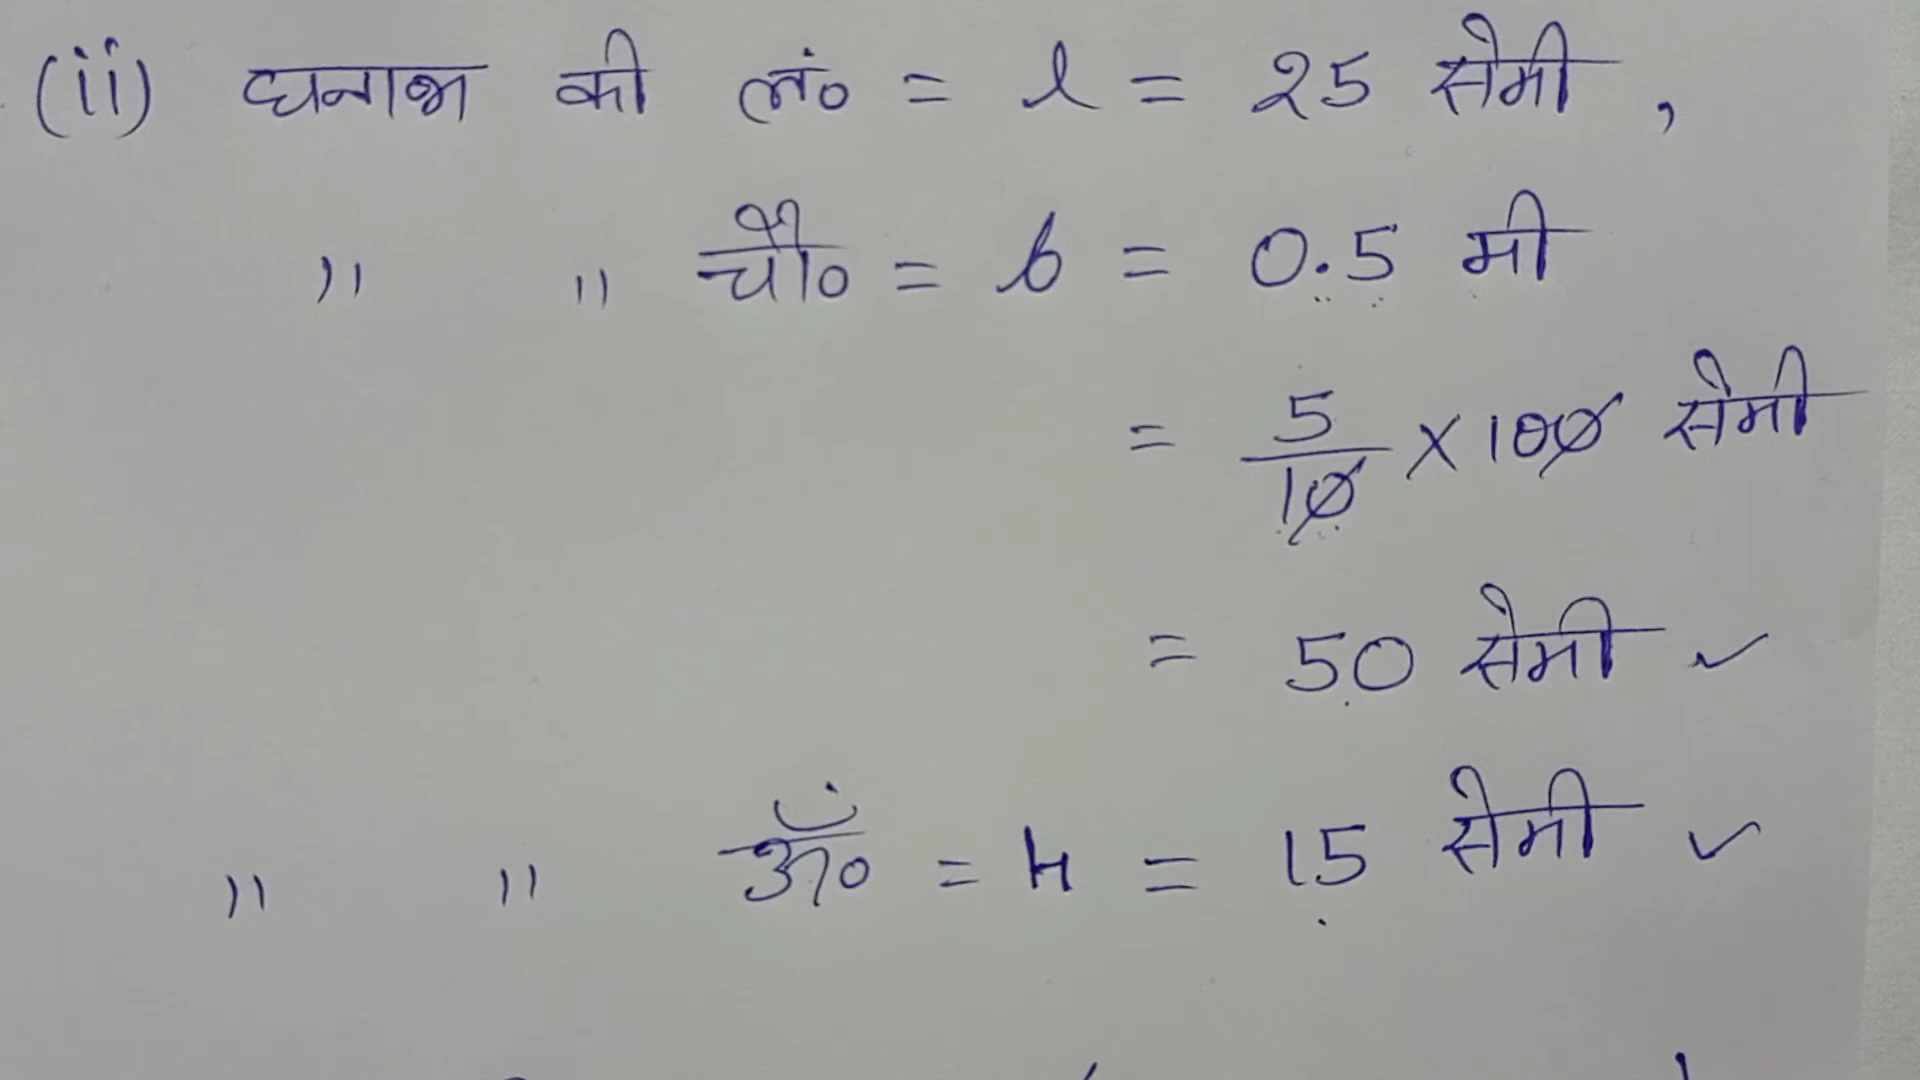 (ii) घनाभ की लं० = l = 25 सेमी ,
" " चौ० = b = 0.5 मी
= 5/10 × 100 सेमी
= 50 सेमी ✓
" " ऊँ० = h = 15 सेमी ✓